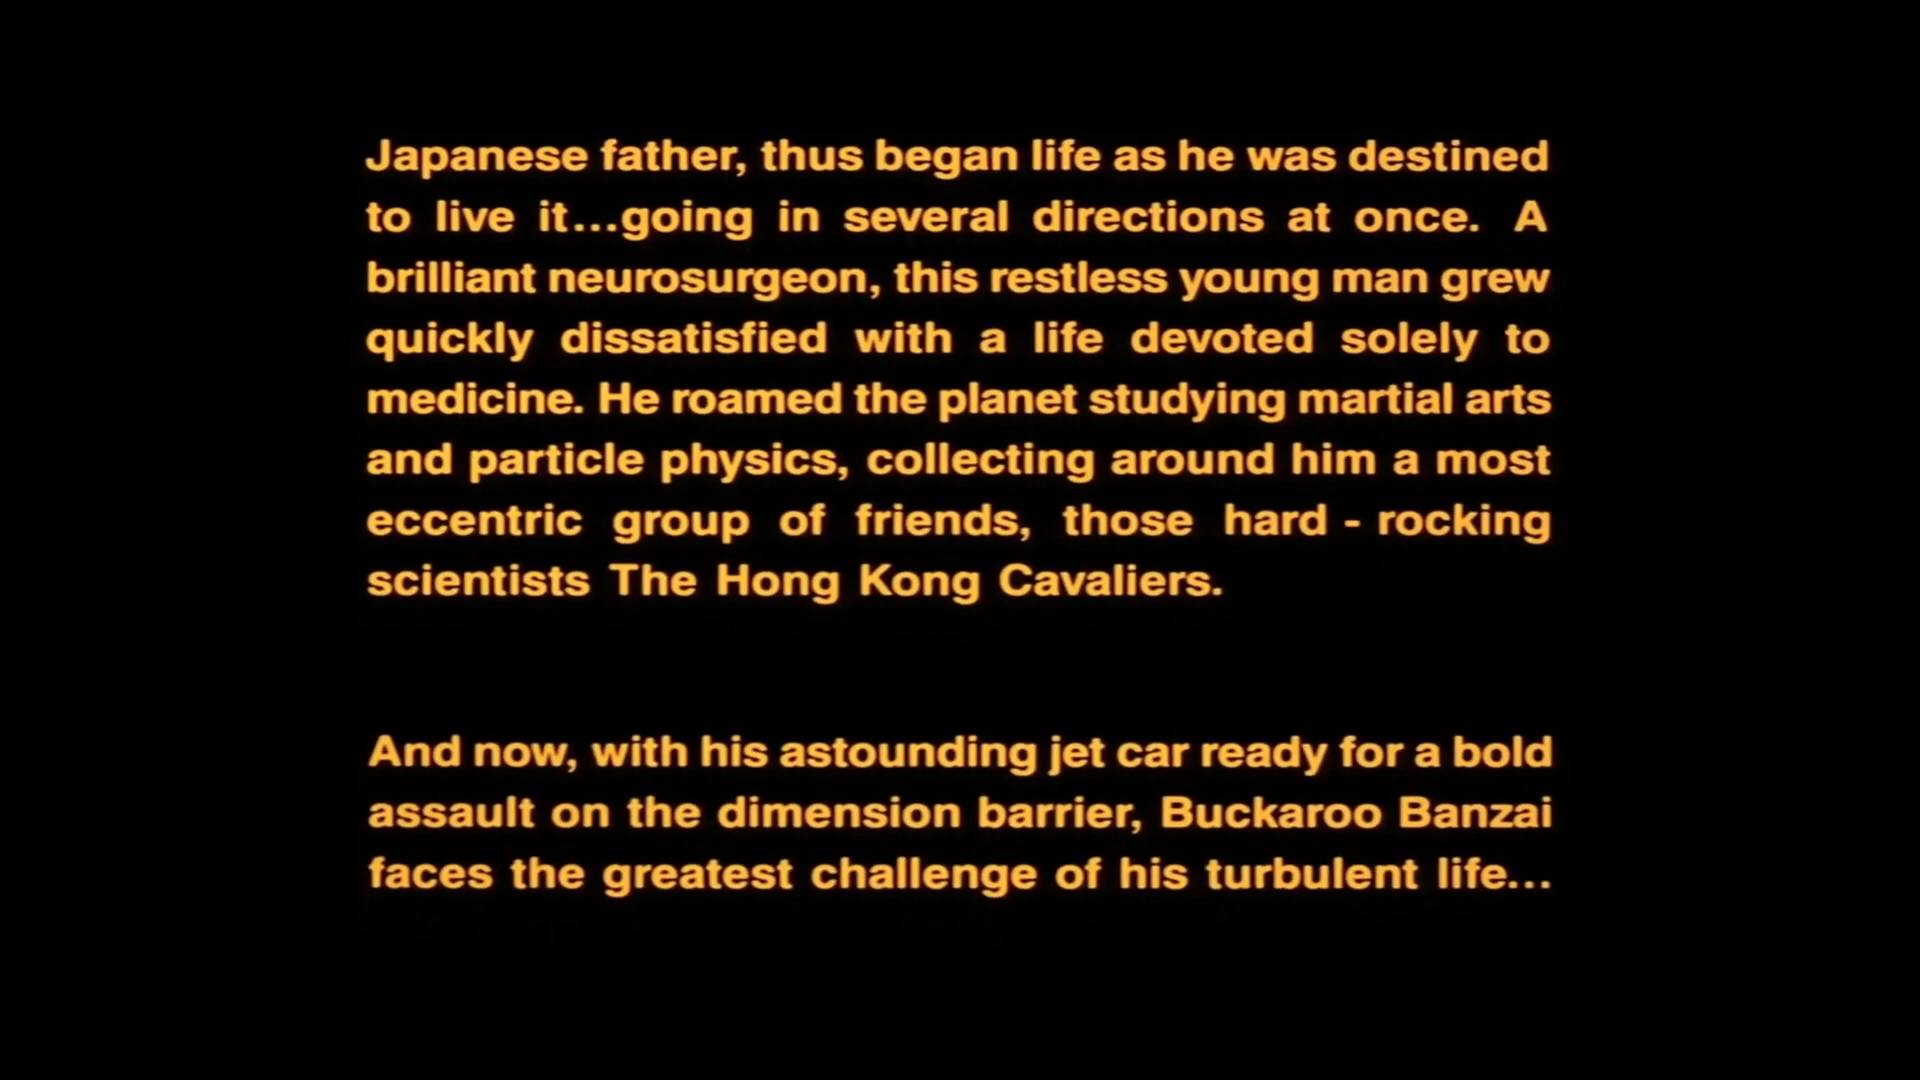 Japanese father, thus began life as he was destined
to live it...going in several directions at once. A
brilliant neurosurgeon, this restless young man grew
quickly dissatisfied with a life devoted solely to
medicine. He roamed the planet studying martial arts
and particle physics, collecting around him a most
eccentric group of friends, those hard - rocking
scientists The Hong Kong Cavaliers.
And now, with his astounding jet car ready for a bold
assault on the dimension barrier, Buckaroo Banzai
faces the greatest challenge of his turbulent life...